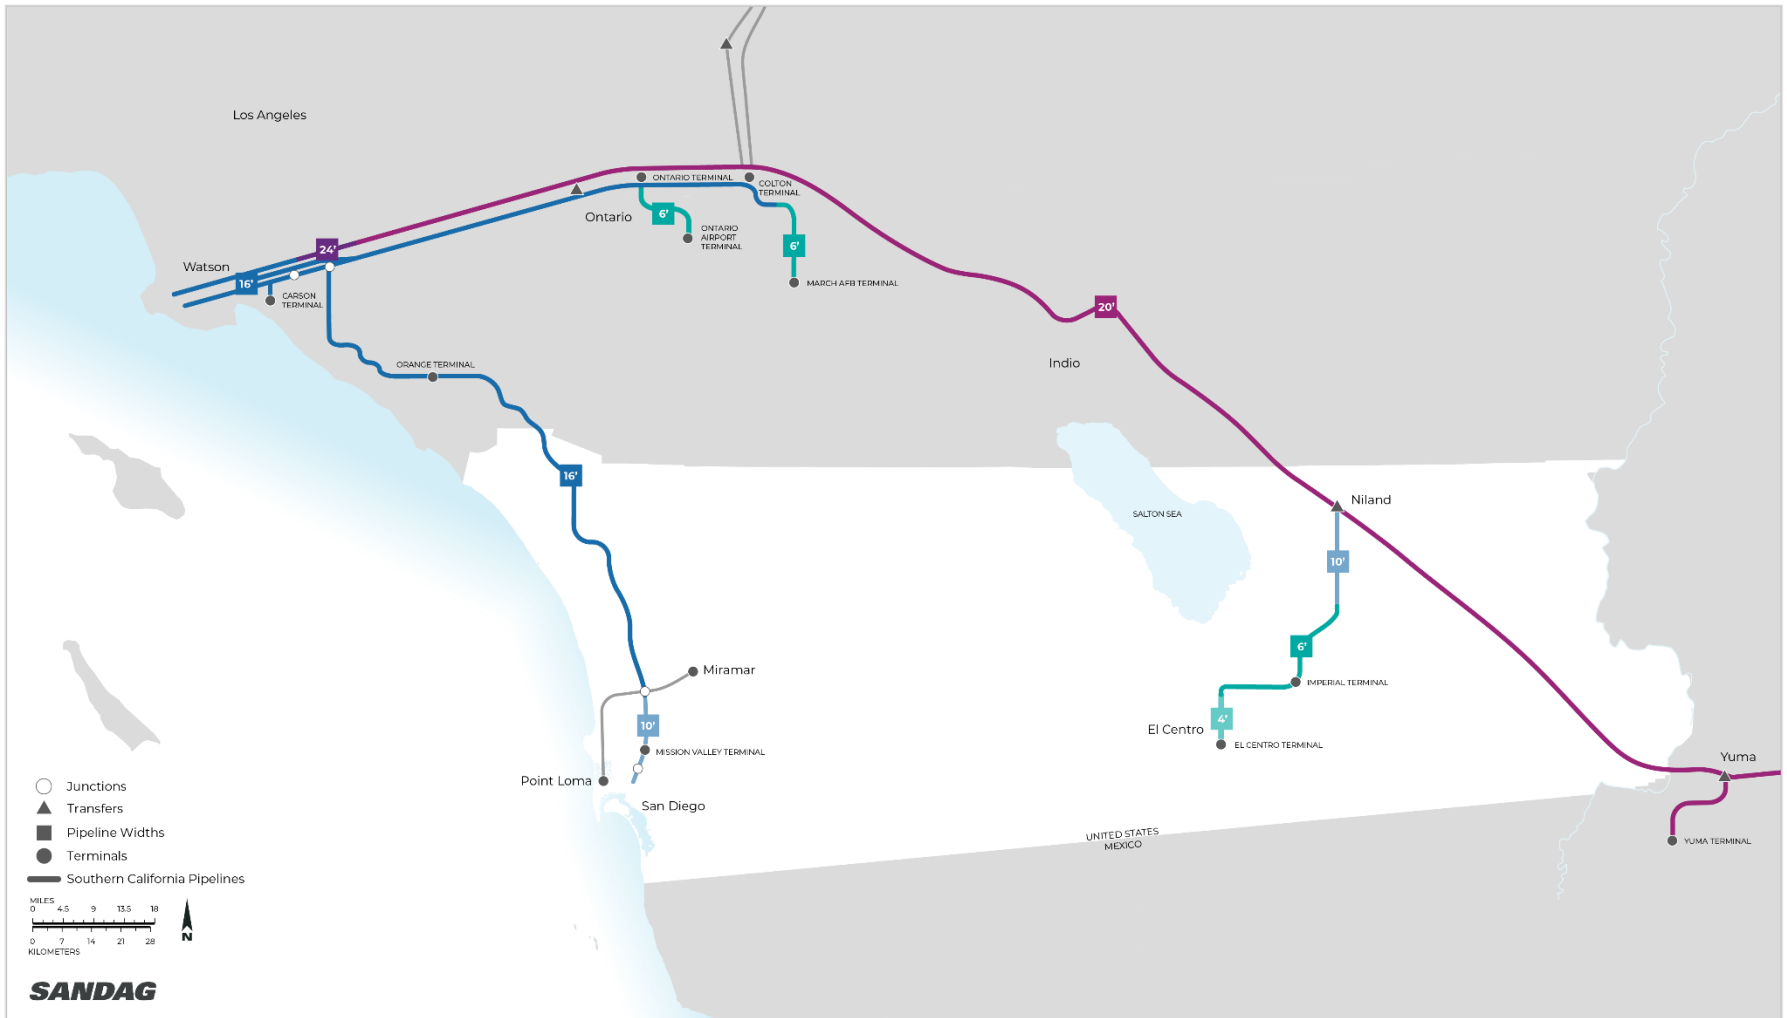 Los Angeles
ONTARIO TERMINAL
COLTON
TERMINAL
Ontario
6'
ONTARIO
AIRPORT
TERMINAL
6'
MARCH AFB TERMINAL
24'
Watson
16'
CARSON
TERMINAL
20'
Indio
ORANGE TERMINAL
16'
Niland
SALTON SEA
10'
6'
IMPERIAL TERMINAL
Miramar
10'
MISSION VALLEY TERMINAL
4'
El Centro
EL CENTRO TERMINAL
Point Loma
San Diego
Yuma
YUMA TERMINAL
UNITED STATES
MEXICO
Junctions
Transfers
Pipeline Widths
Terminals
Southern California Pipelines
MILES
0 4.5 9 13.5 18
0 7 14 21 28
KILOMETERS
N
SANDAG